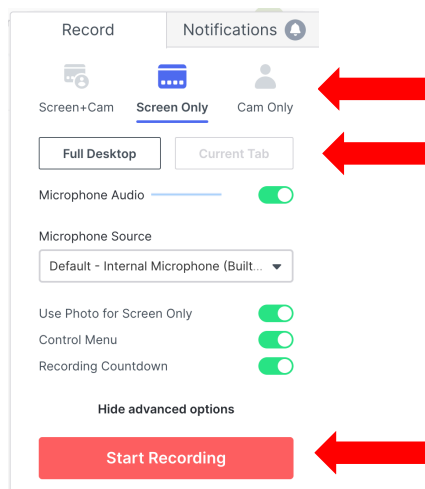 Record Notifications
Screen+Cam Screen Only Cam Only
Full Desktop Current Tab
Microphone Audio
Microphone Source
Default - Internal Microphone (Built...
Use Photo for Screen Only
Control Menu
Recording Countdown
Hide advanced options
Start Recording